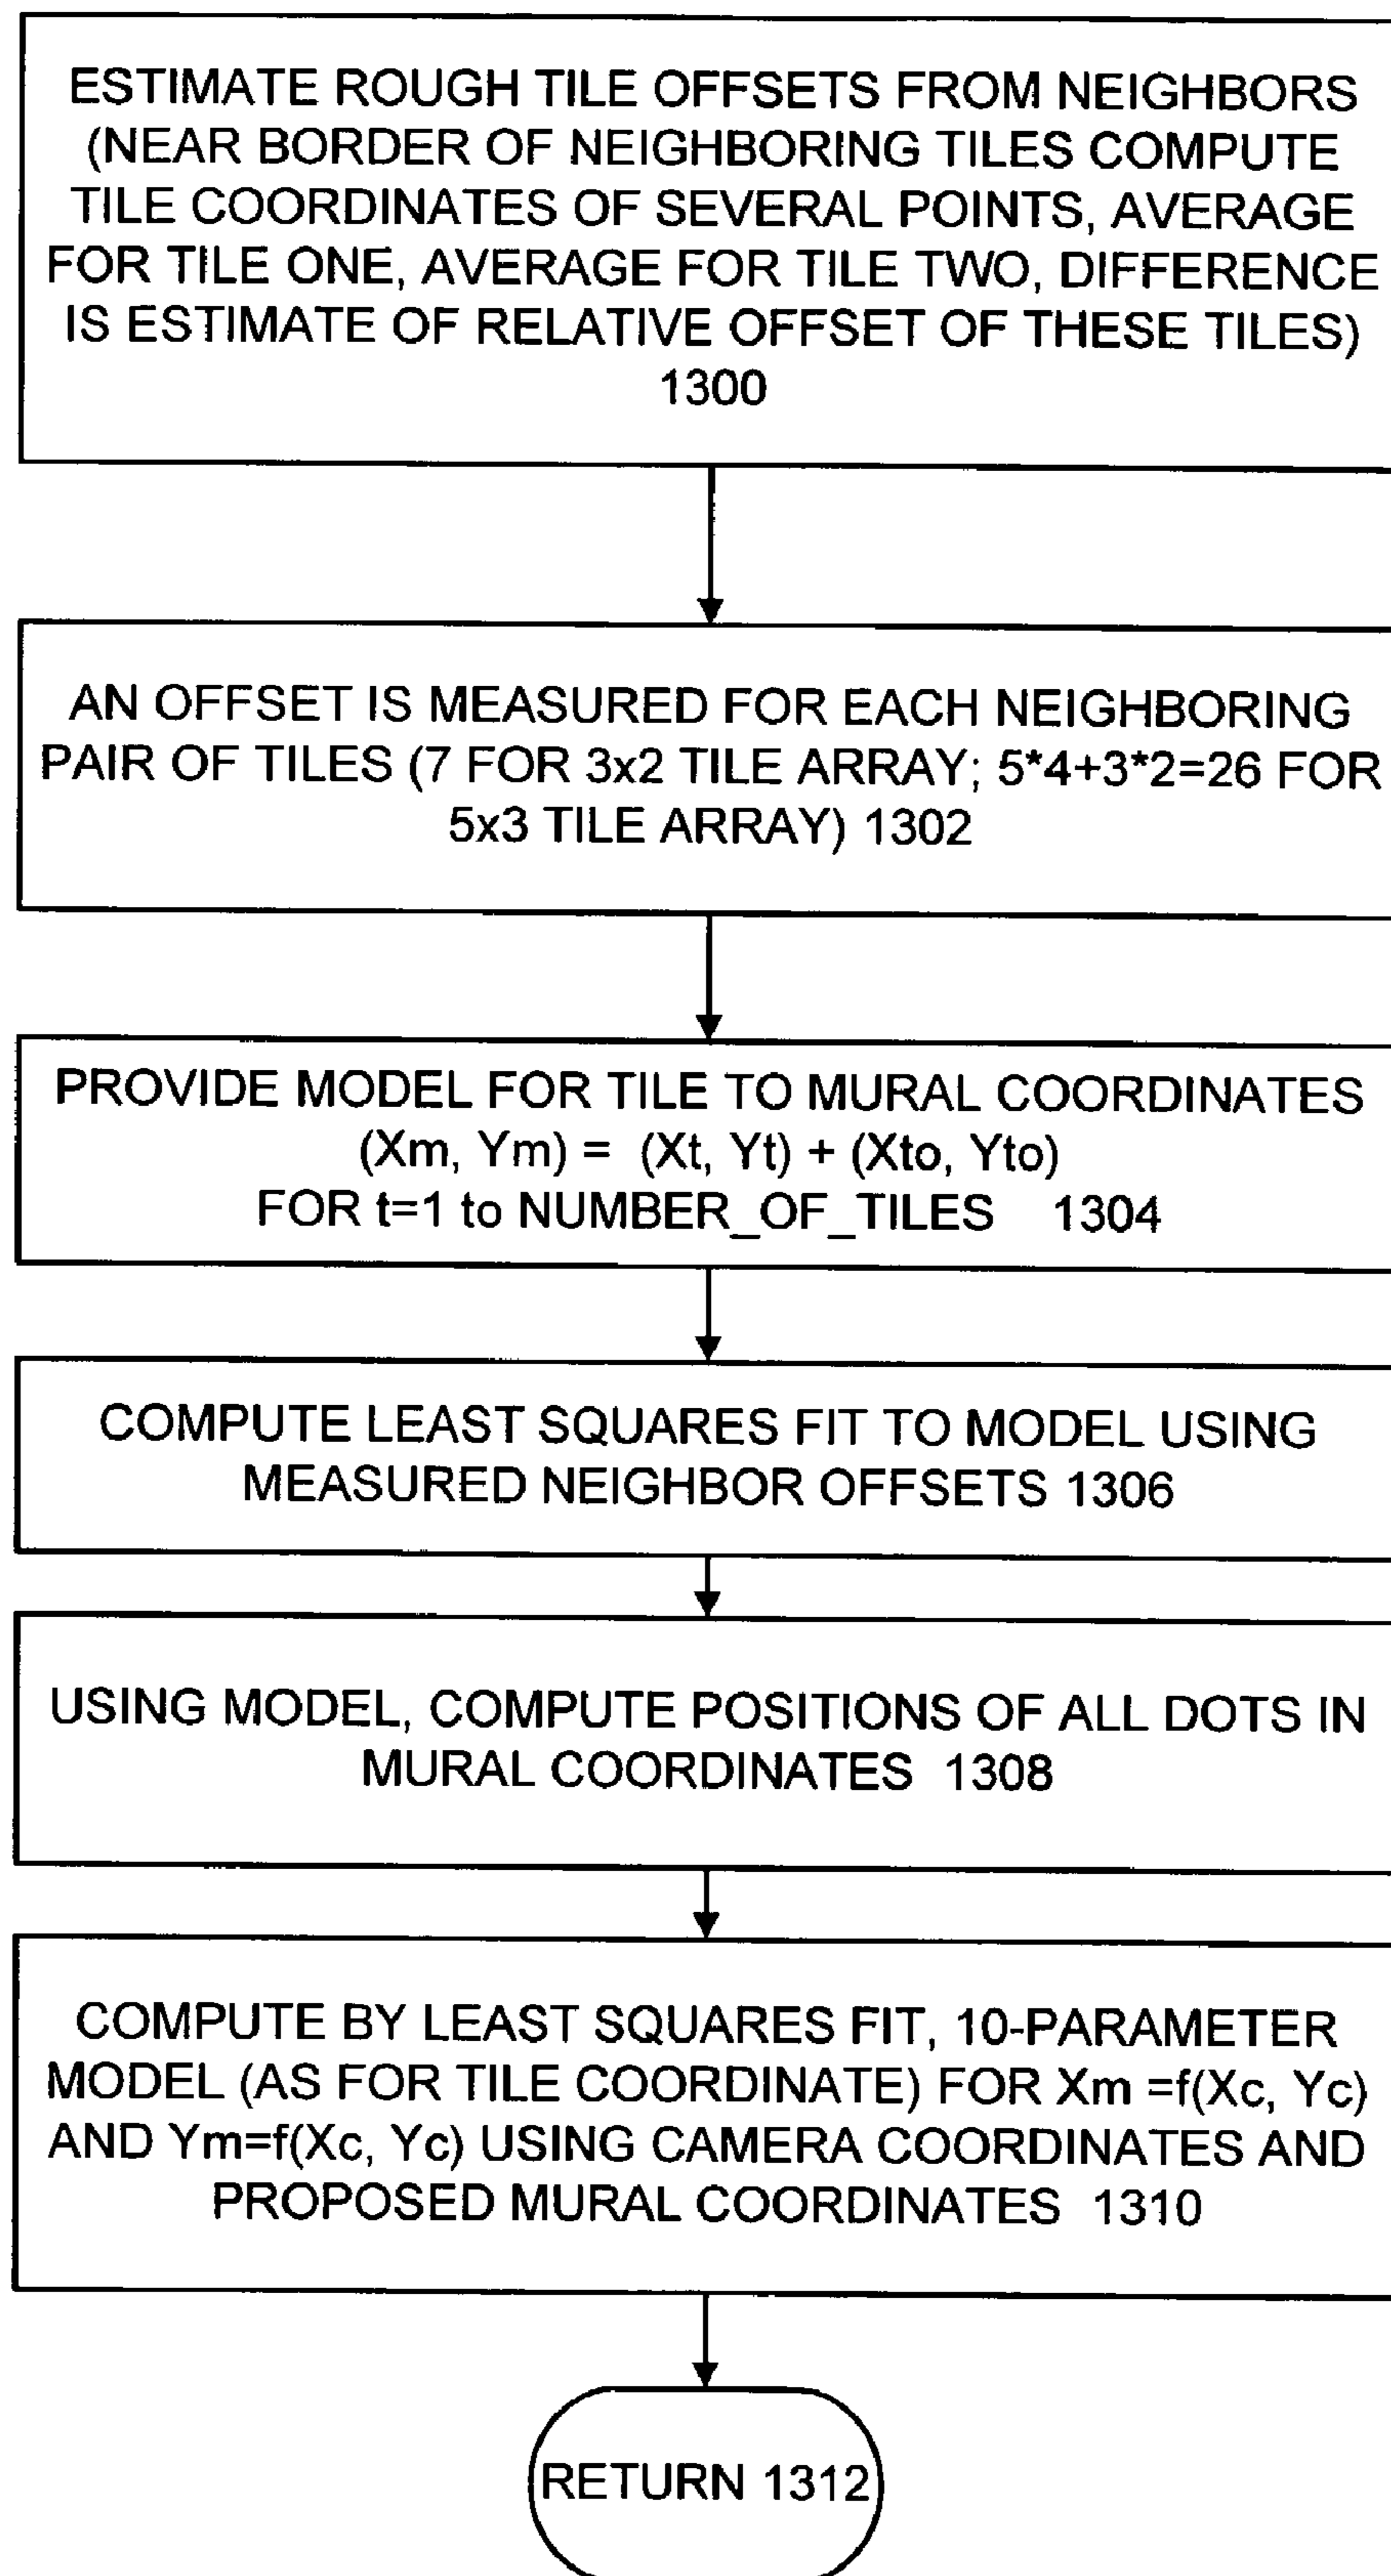 ESTIMATE ROUGH TILE OFFSETS FROM NEIGHBORS
(NEAR BORDER OF NEIGHBORING TILES COMPUTE
TILE COORDINATES OF SEVERAL POINTS, AVERAGE
FOR TILE ONE, AVERAGE FOR TILE TWO, DIFFERENCE
IS ESTIMATE OF RELATIVE OFFSET OF THESE TILES)
1300
AN OFFSET IS MEASURED FOR EACH NEIGHBORING
PAIR OF TILES (7 FOR 3x2 TILE ARRAY; 5*4+3*2=26 FOR
5x3 TILE ARRAY) 1302
PROVIDE MODEL FOR TILE TO MURAL COORDINATES
(Xm, Ym) = (Xt, Yt) + (Xto, Yto)
FOR t=1 to NUMBER_OF_TILES 1304
COMPUTE LEAST SQUARES FIT TO MODEL USING
MEASURED NEIGHBOR OFFSETS 1306
USING MODEL, COMPUTE POSITIONS OF ALL DOTS IN
MURAL COORDINATES 1308
COMPUTE BY LEAST SQUARES FIT, 10-PARAMETER
MODEL (AS FOR TILE COORDINATE) FOR Xm =f(Xc, Yc)
AND Ym=f(Xc, Yc) USING CAMERA COORDINATES AND
PROPOSED MURAL COORDINATES 1310
RETURN 1312